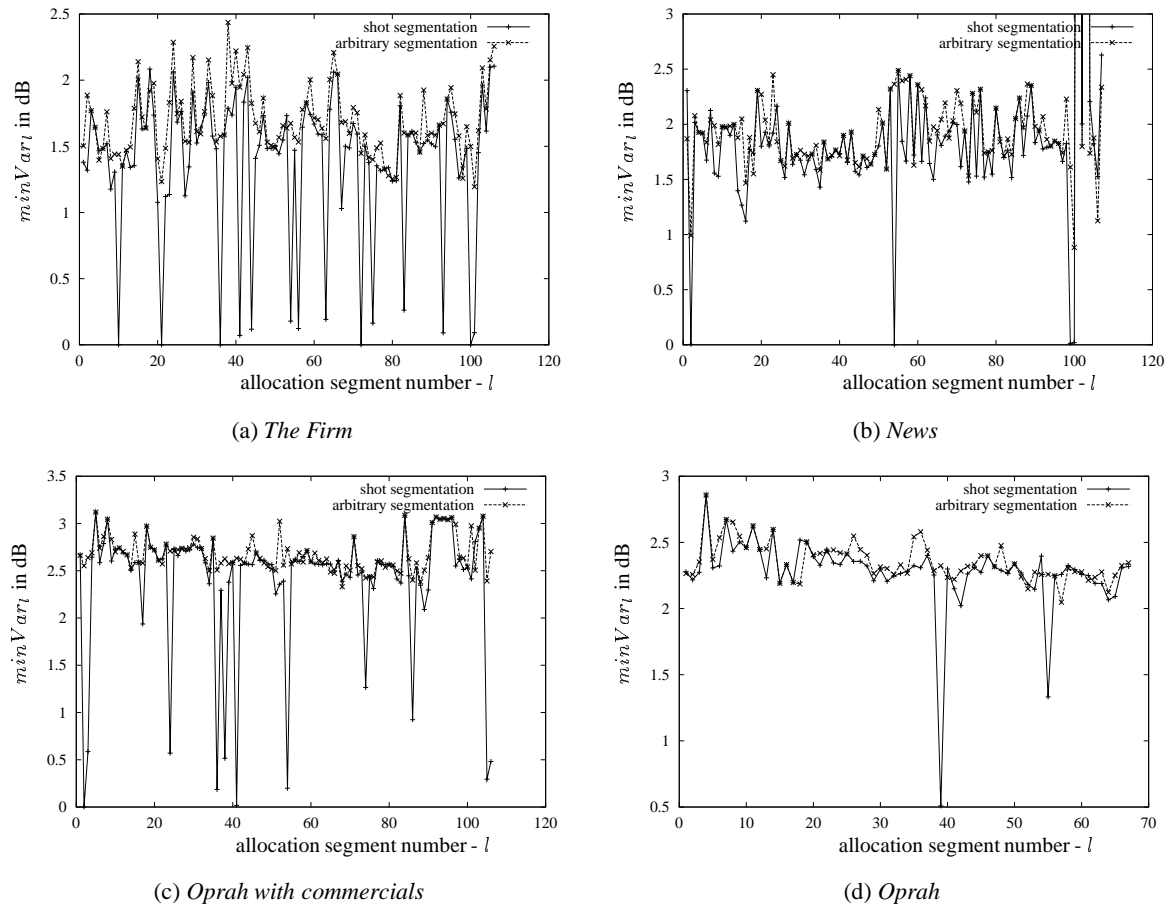 shot segmentation
arbitrary segmentation
2.5
2
1.5
1
0.5
0
0 20 40 60 80 100 120
minVar_l in dB
allocation segment number - l
(a) The Firm
shot segmentation
arbitrary segmentation
3
2.5
2
1.5
1
0.5
0
0 20 40 60 80 100 120
minVar_l in dB
allocation segment number - l
(b) News
shot segmentation
arbitrary segmentation
3.5
3
2.5
2
1.5
1
0.5
0
0 20 40 60 80 100 120
minVar_l in dB
allocation segment number - l
(c) Oprah with commercials
shot segmentation
arbitrary segmentation
3
2.5
2
1.5
1
0.5
0 10 20 30 40 50 60 70
minVar_l in dB
allocation segment number - l
(d) Oprah